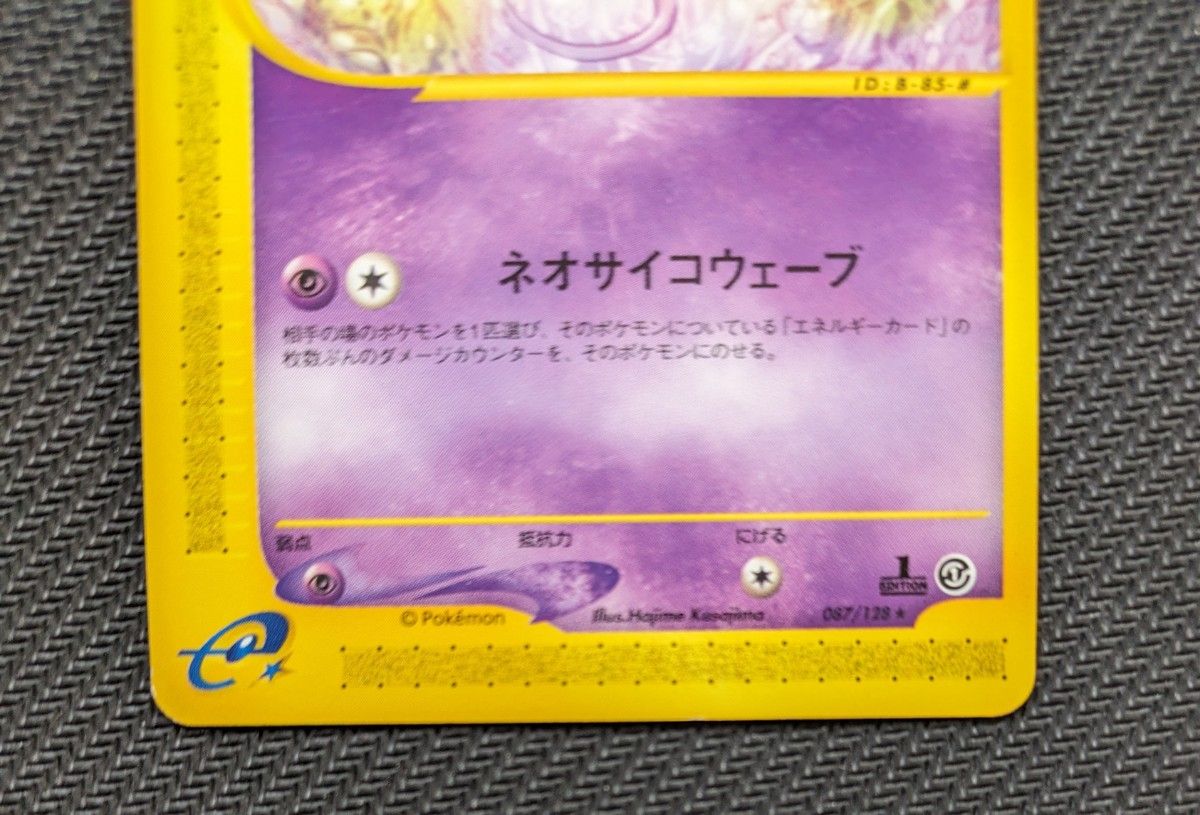 ID:B-85-#
ネオサイコウェーブ
相手の場のポケモンを1匹選び、そのポケモンについている「エネルギーカード」の
枚数ぶんのダメージカウンターを、そのポケモンにのせる。
弱点 抵抗力 にげる
1 EDITION
© Pokémon Illus. Hajime Kusajima 087/128 ★